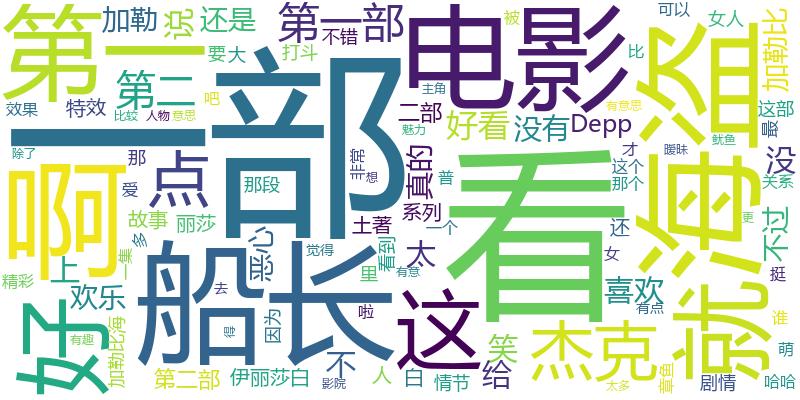 第一
加勒
说
还是
第一部
不错
电影
被
可以
女人
盗
加勒比
要
大
打斗
主角
比
第二
效果
特效
吧
一部
二部
好看
没有
Depp
有意思
这部
最
比较
人物
意思
魅力
鱿鱼
除了
那
点
那段
非常
想
真的
普
看
才
这个
那个
暧昧
没
关系
啊
爱
故事
丽莎
土著
系列
一个
海
不过
多
一集
恶心
觉得
看到
太
还
更
精彩
上
船长
里
有意
女
挺
欢乐
去
因为
啦
这
喜欢
有点
就
谁
好
有趣
加勒比海
得
不
笑
杰克
萌
第二部
伊丽莎白
影院
人
白
情节
给
太多
章鱼
剧情
哈哈